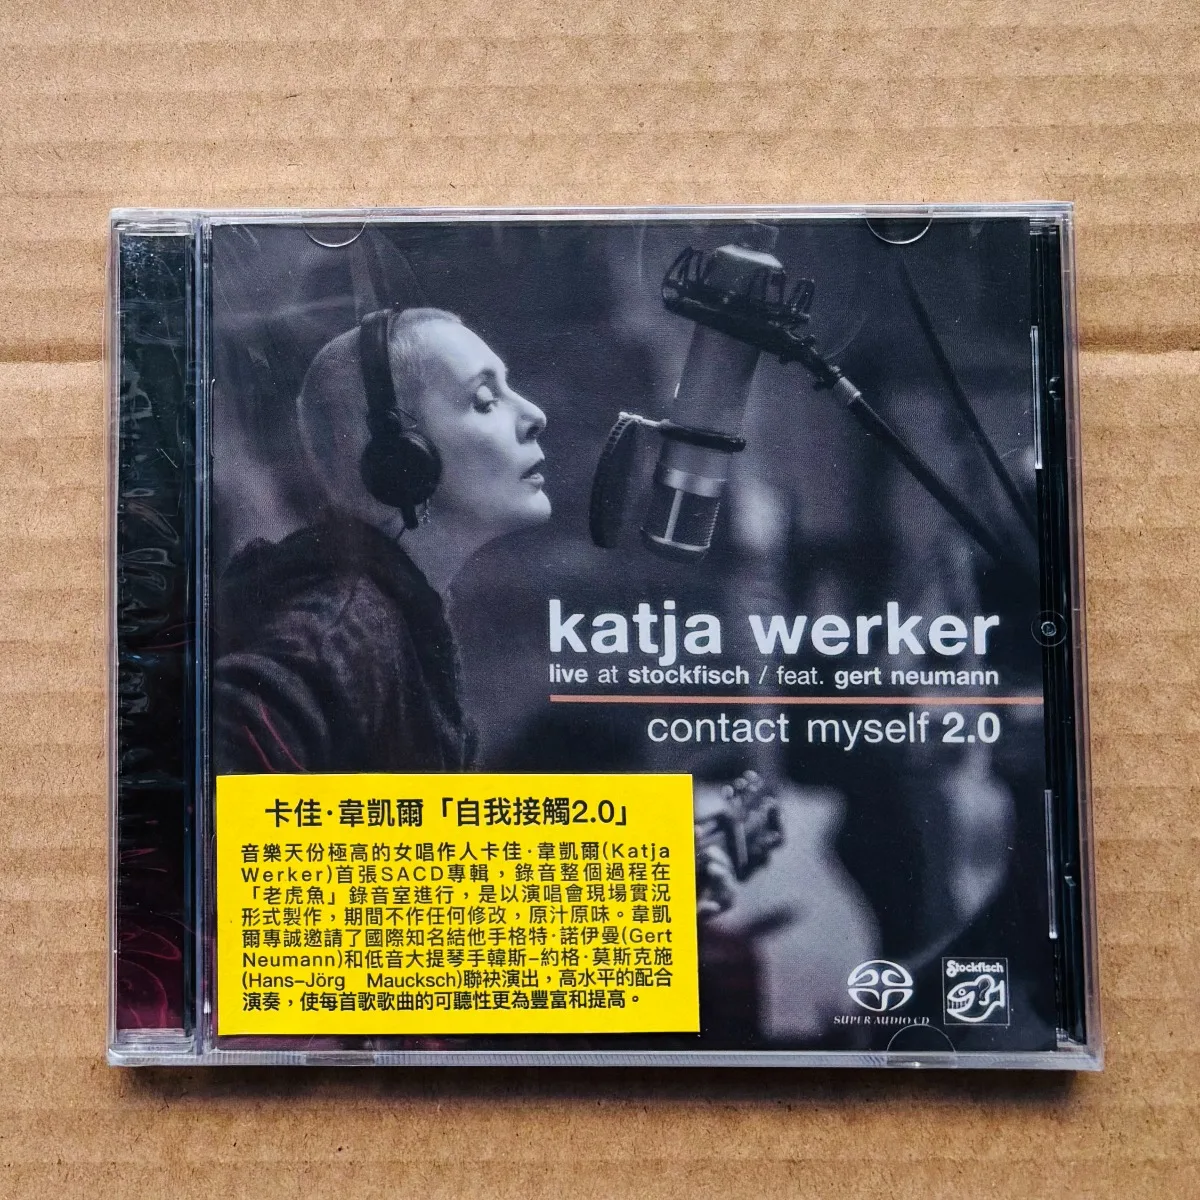 katja werker
live at stockfisch / feat. gert neumann
contact myself 2.0
卡佳·韋凱爾「自我接觸2.0」
音樂天份極高的女唱作人卡佳·韋凱爾(Katja
Werker)首張SACD專輯，錄音整個過程在
「老虎魚」錄音室進行，是以演唱會現場實況
形式製作，期間不作任何修改，原汁原味。韋凱
爾專誠邀請了國際知名結他手格特·諾伊曼(Gert
Neumann)和低音大提琴手韓斯-約格·莫斯克施
(Hans-Jörg Maucksch)聯袂演出，高水平的配合
演奏，使每首歌歌曲的可聽性更為豐富和提高。
SUPER AUDIO CD
Stockfisch